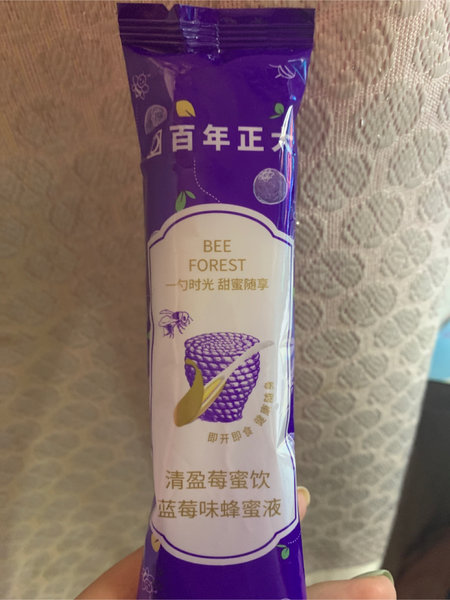 百年正大
BEE
FOREST
一勺时光 甜蜜随享
即开即食
清盈莓蜜饮
蓝莓味蜂蜜液